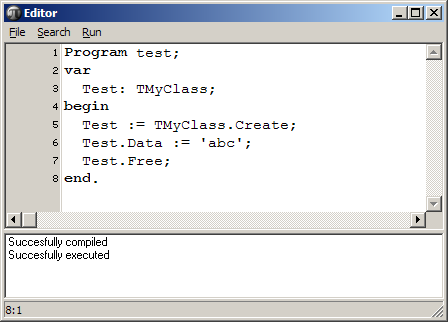 Editor
File Search Run
1 Program test;
2 var
3 Test: TMyClass;
4 begin
5 Test := TMyClass.Create;
6 Test.Data := 'abc';
7 Test.Free;
8 end.
Succesfully compiled
Succesfully executed
8:1